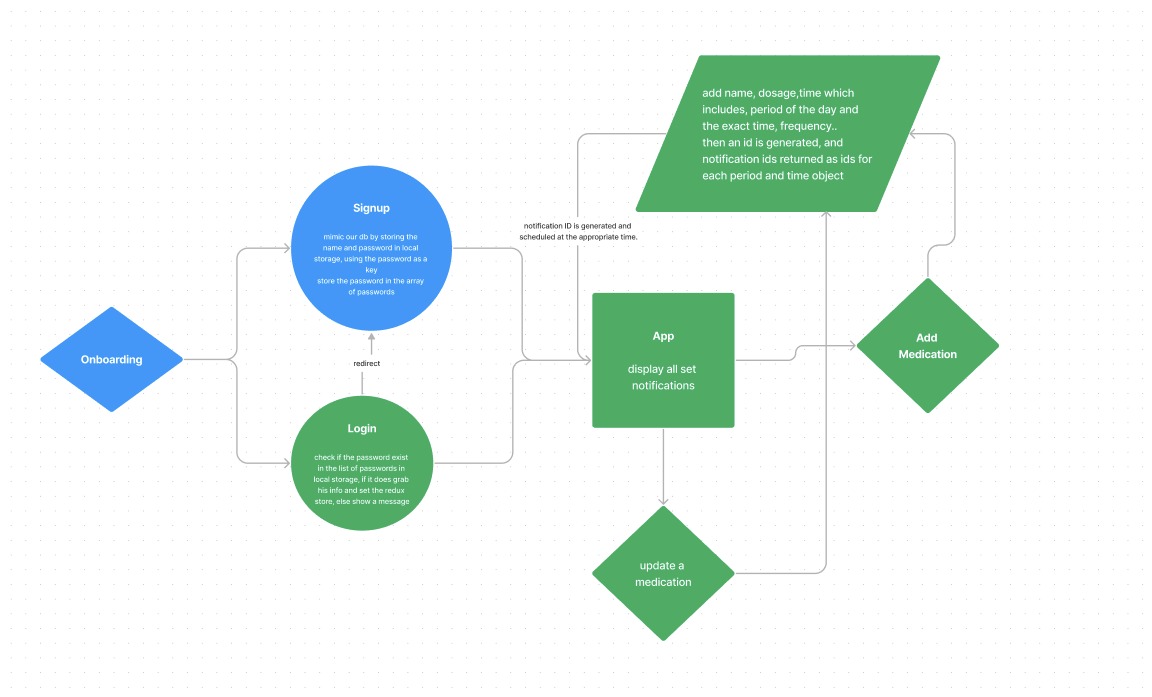 add name, dosage,time which
includes, period of the day and
the exact time, frequency..
then an id is generated, and
notification ids returned as ids for
each period and time object
Signup
mimic our db by storing the
name and password in local
storage, using the password as a
key
store the password in the array
of passwords
notification ID is generated and
scheduled at the appropriate time.
Onboarding
redirect
App
display all set
notifications
Add
Medication
Login
check if the password exist
in the list of passwords in
local storage, if it does grab
his info and set the redux
store, else show a message
update a
medication